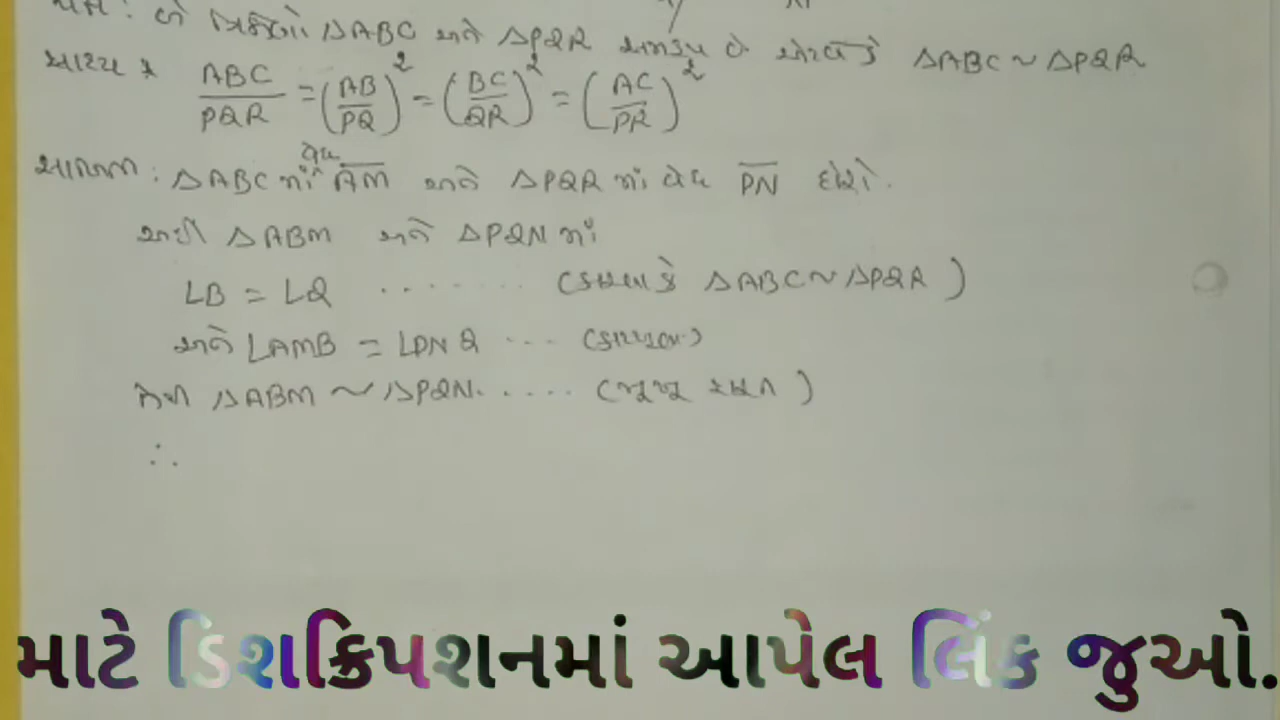 પક્ષ : બે ત્રિકોણો △ABC અને △PQR સમરૂપ છે એટલે કે △ABC ~ △PQR
સાધ્ય : ABC/PQR = (AB/PQ)² = (BC/QR)² = (AC/PR)²
સાબિતી : △ABC માં વેધ AM અને △PQR માં વેધ PN દોરો.
અહીં △ABM અને △PQN માં
∠B = ∠Q ........ (કારણ કે △ABC ~ △PQR)
અને ∠AMB = ∠PNQ ... (કાટખૂણા)
તેથી △ABM ~ △PQN ..... (ખૂખૂ શરત)
∴
માટે ડિશક્રિપશનમાં આપેલ લિંક જુઓ.